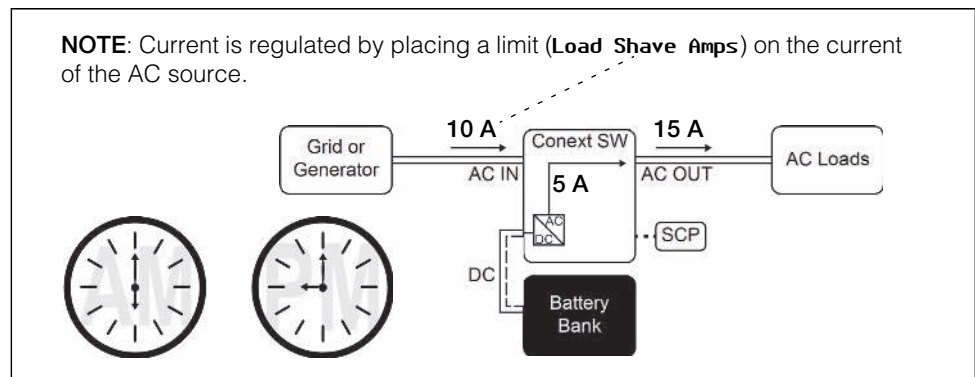 NOTE: Current is regulated by placing a limit (Load Shave Amps) on the current
of the AC source.
10 A
15 A
Grid or
Generator
Conext SW
AC Loads
AC IN
AC OUT
5 A
AC
DC
SCP
DC
AM
PM
Battery
Bank